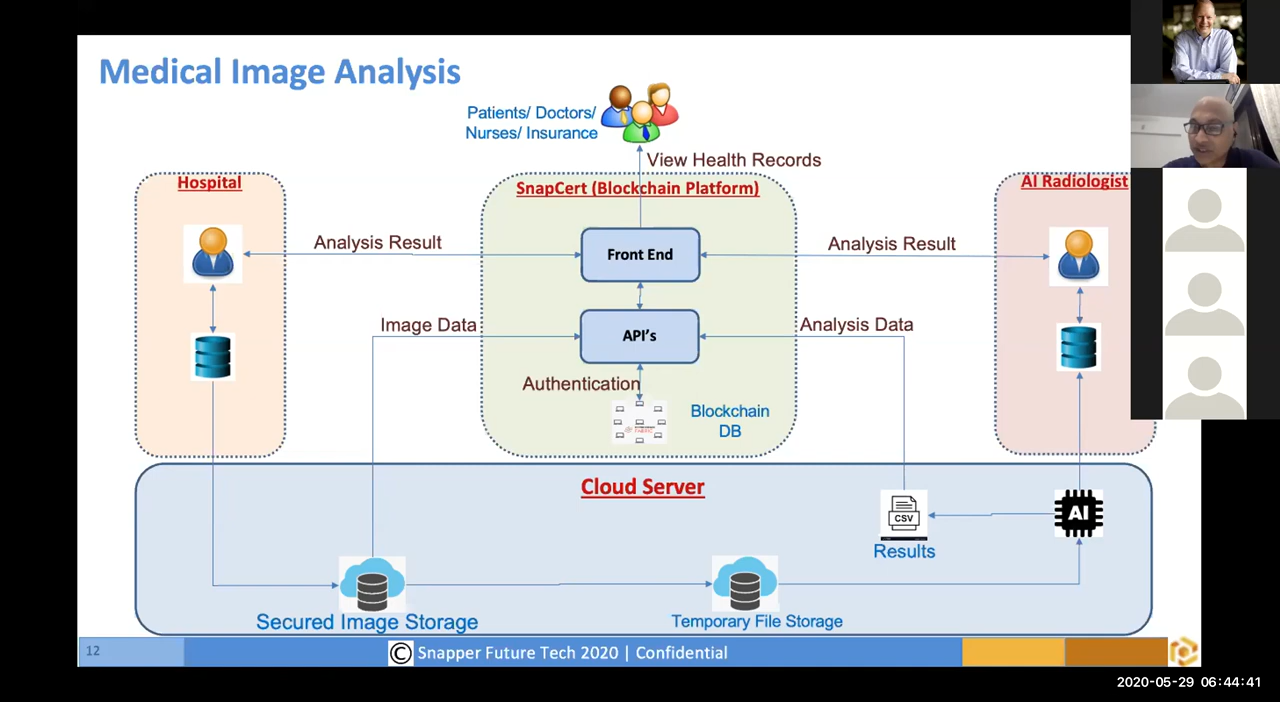 Medical Image Analysis
Patients/ Doctors/
Nurses/ Insurance
View Health Records
Hospital
SnapCert (Blockchain Platform)
AI Radiologist
Analysis Result
Front End
Analysis Result
Image Data
API's
Analysis Data
Authentication
Blockchain
DB
Cloud Server
CSV
AI
Results
Secured Image Storage
Temporary File Storage
12
© Snapper Future Tech 2020 | Confidential
2020-05-29 06:44:41